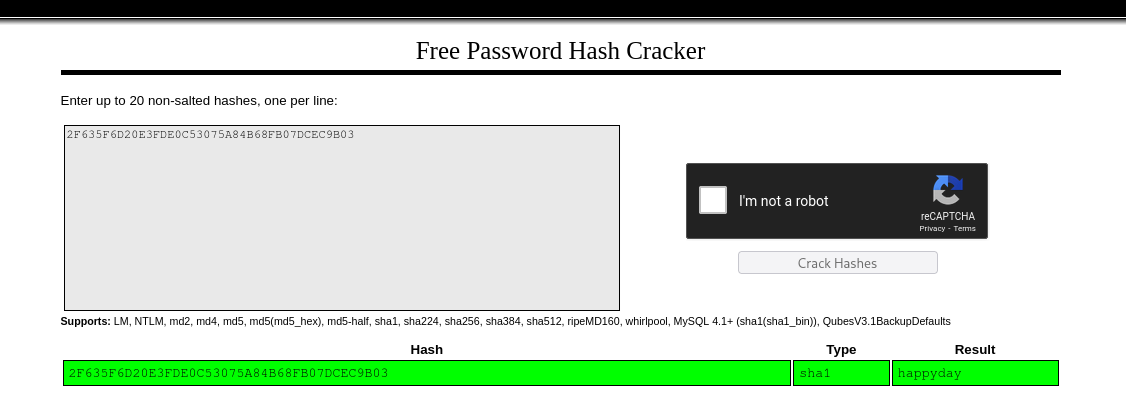 Free Password Hash Cracker
Enter up to 20 non-salted hashes, one per line:
2F635F6D20E3FDE0C53075A84B68FB07DCEC9B03
I'm not a robot
reCAPTCHA
Privacy - Terms
Crack Hashes
Supports: LM, NTLM, md2, md4, md5, md5(md5_hex), md5-half, sha1, sha224, sha256, sha384, sha512, ripeMD160, whirlpool, MySQL 4.1+ (sha1(sha1_bin)), QubesV3.1BackupDefaults
Hash Type Result
2F635F6D20E3FDE0C53075A84B68FB07DCEC9B03 sha1 happyday